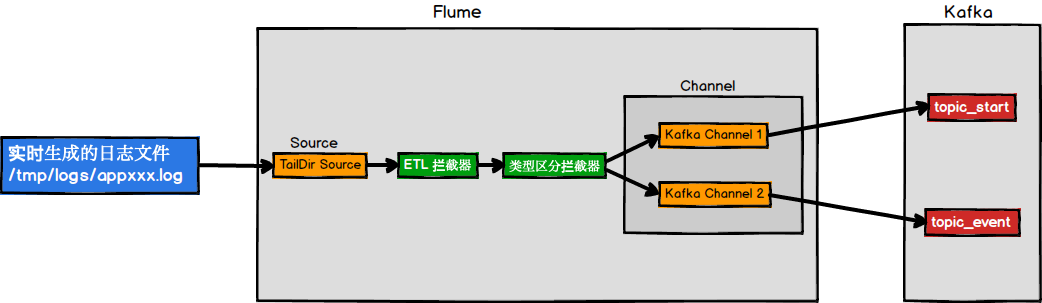 Flume
Kafka
实时生成的日志文件
/tmp/logs/appxxx.log
Source
TailDir Source
ETL 拦截器
类型区分拦截器
Channel
Kafka Channel 1
Kafka Channel 2
topic_start
topic_event